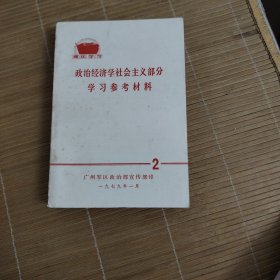 政治经济学社会主义部分
学习参考材料
2
广州军区政治部宣传部印
一九七九年一月